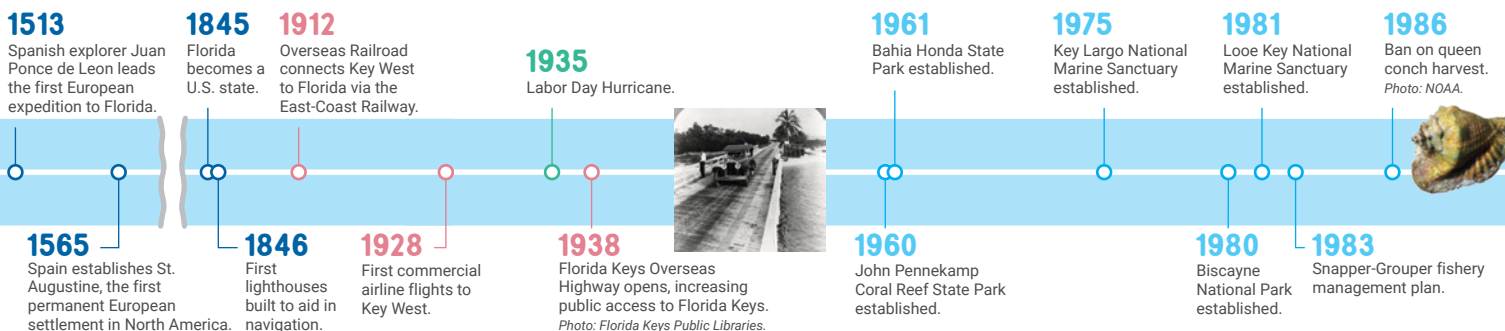 1513
Spanish explorer Juan
Ponce de Leon leads
the first European
expedition to Florida.
1845
Florida
becomes a
U.S. state.
1912
Overseas Railroad
connects Key West
to Florida via the
East-Coast Railway.
1935
Labor Day Hurricane.
1961
Bahia Honda State
Park established.
1975
Key Largo National
Marine Sanctuary
established.
1981
Looe Key National
Marine Sanctuary
established.
1986
Ban on queen
conch harvest.
Photo: NOAA.
1565
Spain establishes St.
Augustine, the first
permanent European
settlement in North America.
1846
First
lighthouses
built to aid in
navigation.
1928
First commercial
airline flights to
Key West.
1938
Florida Keys Overseas
Highway opens, increasing
public access to Florida Keys.
Photo: Florida Keys Public Libraries.
1960
John Pennekamp
Coral Reef State Park
established.
1980
Biscayne
National Park
established.
1983
Snapper-Grouper fishery
management plan.